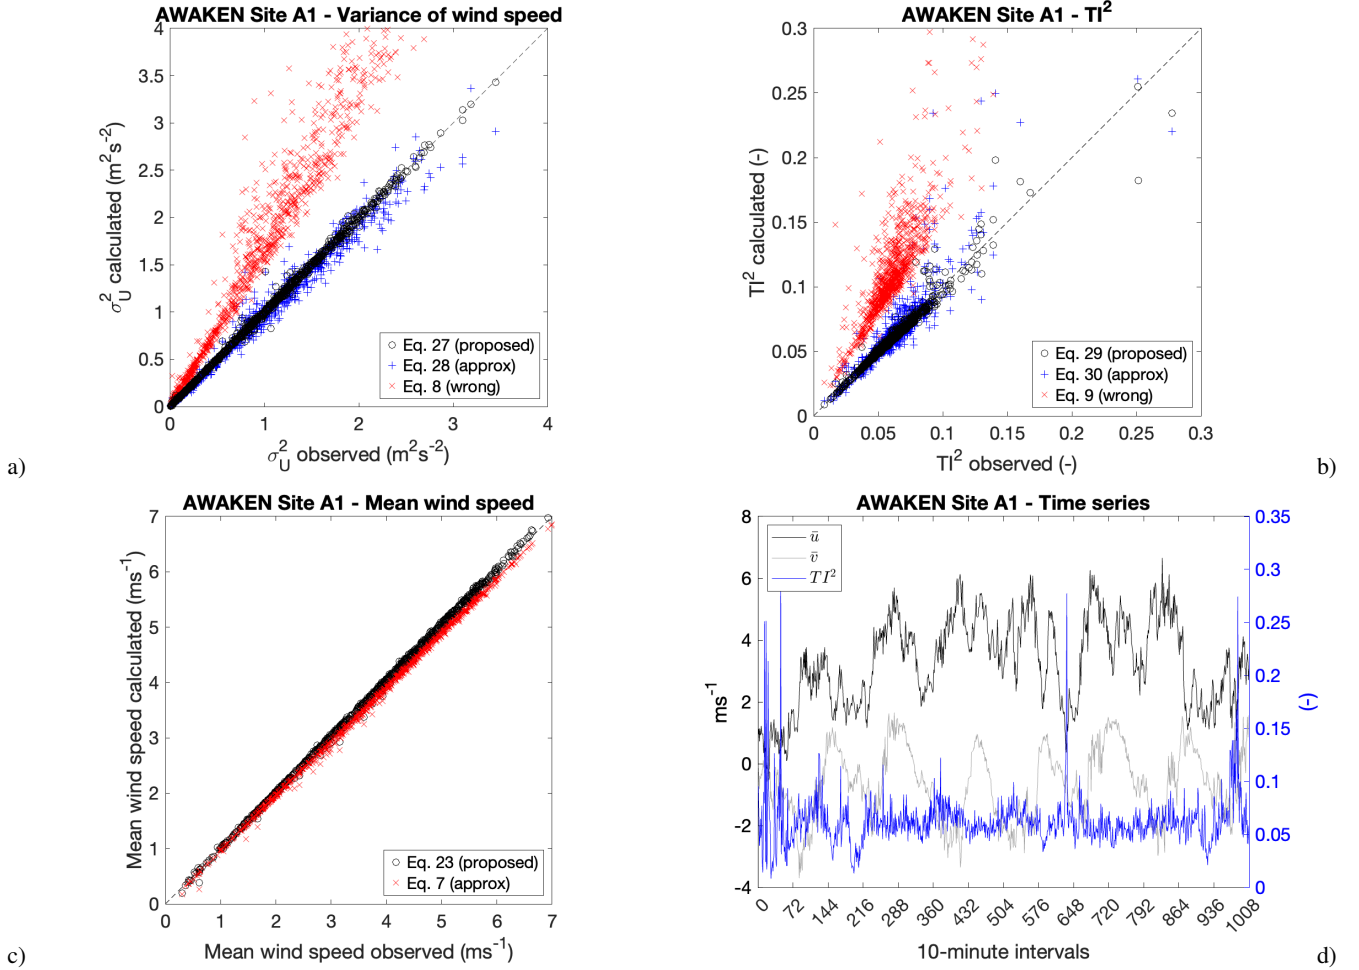 AWAKEN Site A1 - Variance of wind speed
4
3.5
3
2.5
2
1.5
1
0.5
0
σ²U calculated (m²s⁻²)
Eq. 27 (proposed)
Eq. 28 (approx)
Eq. 8 (wrong)
0 1 2 3 4
σ²U observed (m²s⁻²)
a)
AWAKEN Site A1 - TI²
0.3
0.25
0.2
0.15
0.1
0.05
0
TI² calculated (-)
Eq. 29 (proposed)
Eq. 30 (approx)
Eq. 9 (wrong)
0 0.05 0.1 0.15 0.2 0.25 0.3
TI² observed (-)
b)
AWAKEN Site A1 - Mean wind speed
7
6
5
4
3
2
1
0
Mean wind speed calculated (ms⁻¹)
Eq. 23 (proposed)
Eq. 7 (approx)
0 1 2 3 4 5 6 7
Mean wind speed observed (ms⁻¹)
c)
AWAKEN Site A1 - Time series
8
6
4
2
0
-2
-4
ms⁻¹
ū
v̄
TI²
0.35
0.3
0.25
0.2
0.15
0.1
0.05
0
(-)
0 72 144 216 288 360 432 504 576 648 720 792 864 936 1008
10-minute intervals
d)